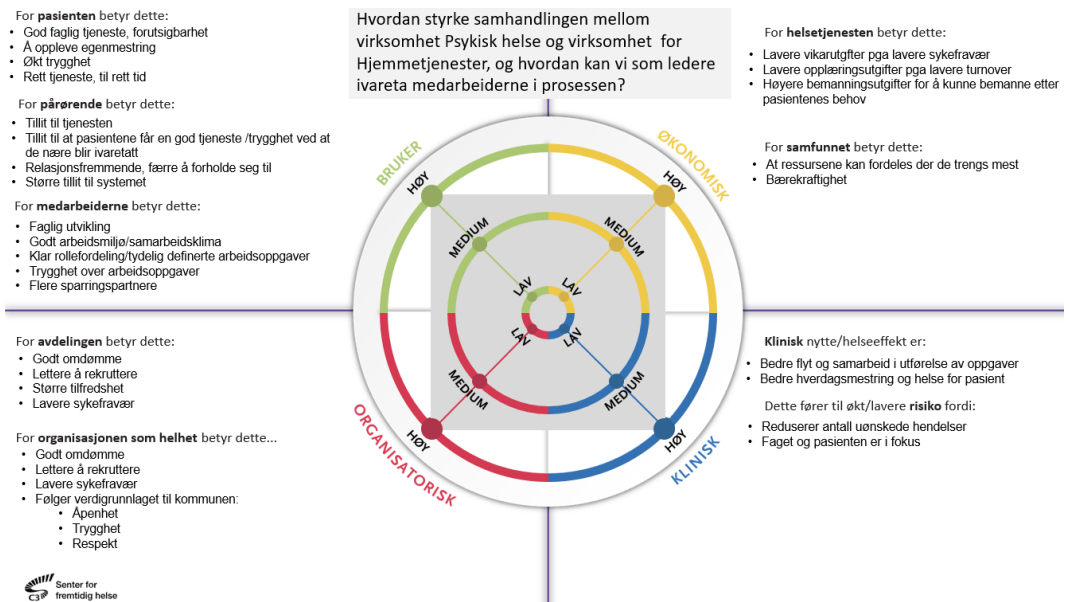 Hvordan styrke samhandlingen mellom
virksomhet Psykisk helse og virksomhet for
Hjemmetjenester, og hvordan kan vi som ledere
ivareta medarbeiderne i prosessen?
For pasienten betyr dette:
• God faglig tjeneste, forutsigbarhet
• Å oppleve egenmestring
• Økt trygghet
• Rett tjeneste, til rett tid
For pårørende betyr dette:
• Tillit til tjenesten
• Tillit til at pasientene får en god tjeneste /trygghet ved at
de nære blir ivaretatt
• Relasjonsfremmende, færre å forholde seg til
• Større tillit til systemet
For medarbeiderne betyr dette:
• Faglig utvikling
• Godt arbeidsmiljø/samarbeidsklima
• Klar rollefordeling/tydelig definerte arbeidsoppgaver
• Trygghet over arbeidsoppgaver
• Flere sparringspartnere
For helsetjenesten betyr dette:
• Lavere vikarutgfter pga lavere sykefravær
• Lavere opplæringsutgifter pga lavere turnover
• Høyere bemanningsutgifter for å kunne bemanne etter
pasientenes behov
For samfunnet betyr dette:
• At ressursene kan fordeles der de trengs mest
• Bærekraftighet
BRUKER
HØY
MEDIUM
LAV
ØKONOMISK
HØY
MEDIUM
LAV
ORGANISATORISK
HØY
MEDIUM
LAV
KLINISK
HØY
MEDIUM
LAV
For avdelingen betyr dette:
• Godt omdømme
• Lettere å rekruttere
• Større tilfredshet
• Lavere sykefravær
For organisasjonen som helhet betyr dette...
• Godt omdømme
• Lettere å rekruttere
• Lavere sykefravær
• Følger verdigrunnlaget til kommunen:
• Åpenhet
• Trygghet
• Respekt
Klinisk nytte/helseeffekt er:
• Bedre flyt og samarbeid i utførelse av oppgaver
• Bedre hverdagsmestring og helse for pasient
Dette fører til økt/lavere risiko fordi:
• Reduserer antall uønskede hendelser
• Faget og pasienten er i fokus
C3 Senter for
fremtidig helse